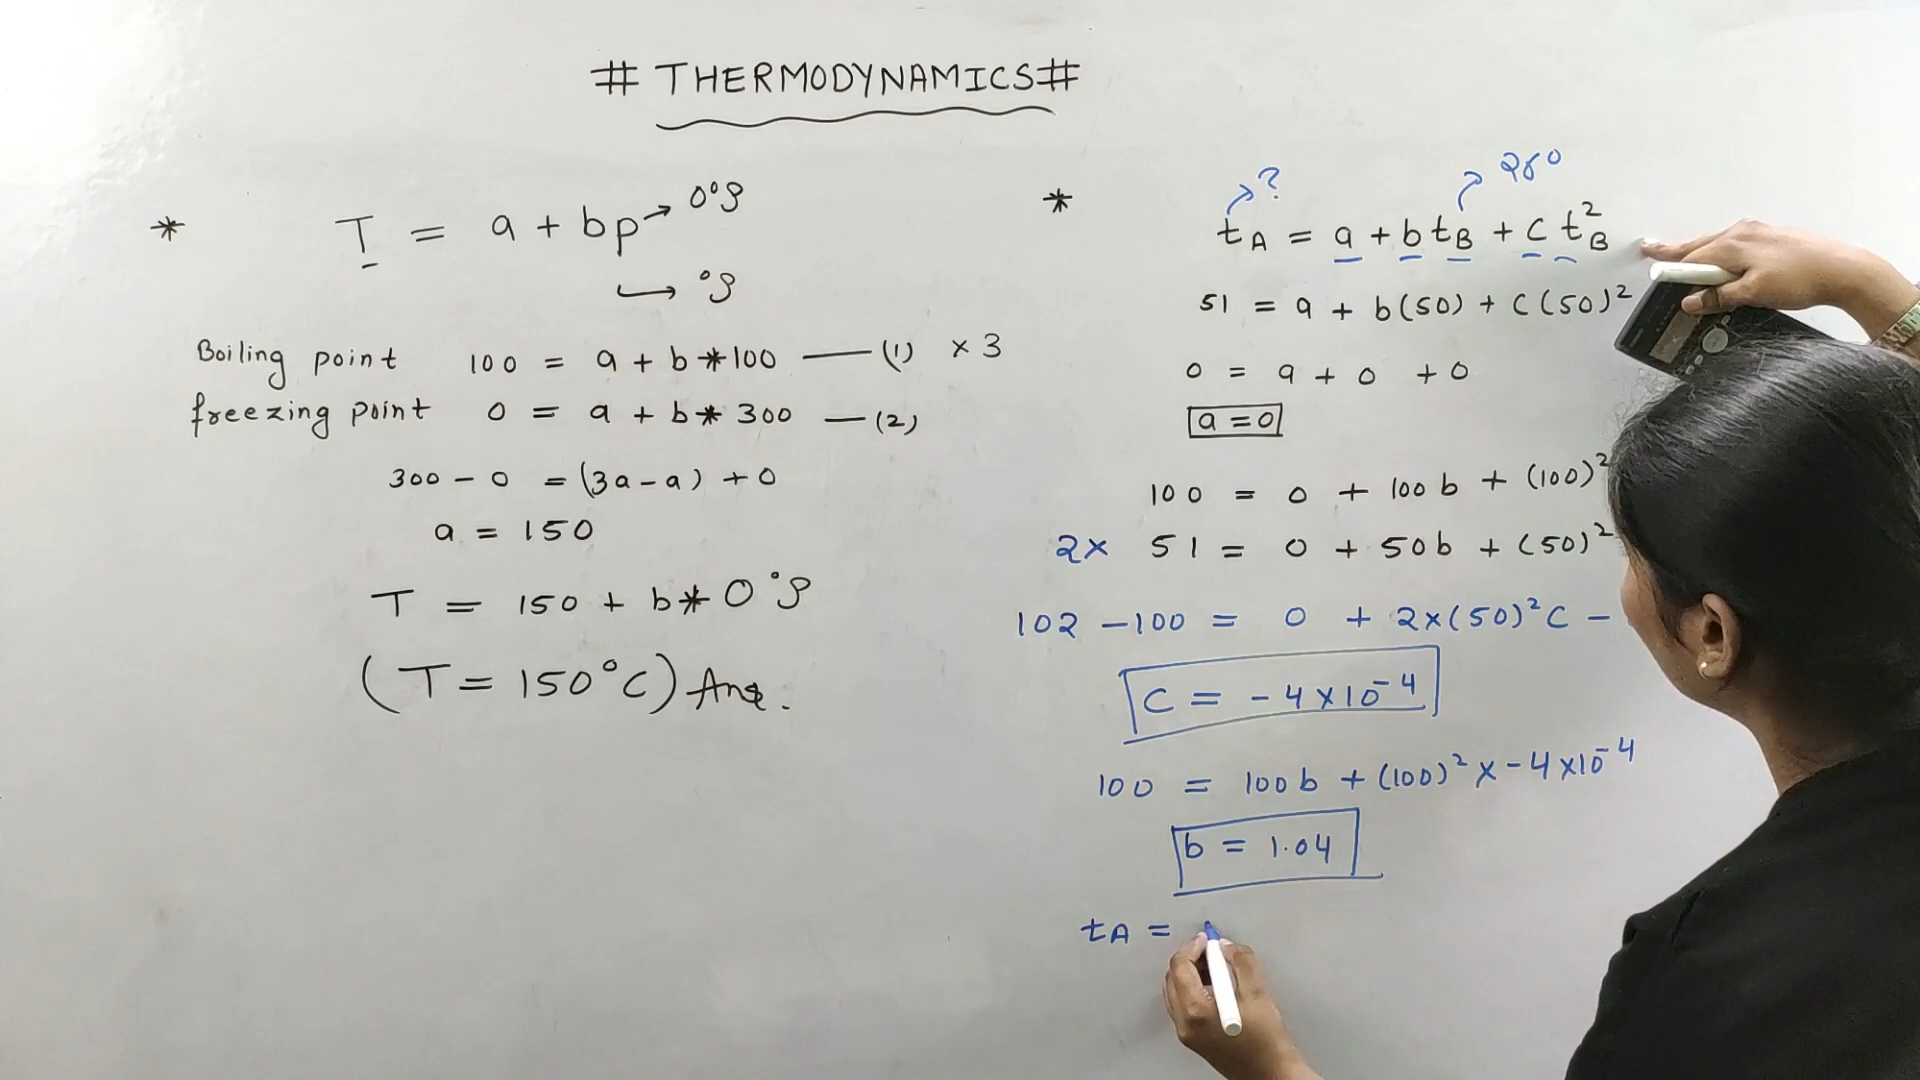 # THERMODYNAMICS #
* T = a + bp → 0°S
↳ °S
Boiling point 100 = a + b*100 —— (1) × 3
freezing point 0 = a + b* 300 — (2)
300 - 0 = (3a - a) + 0
a = 150
T = 150 + b* 0°S
(T = 150°C) Ans.
* ?
tA = a + b tB + c tB²
51 = a + b(50) + C(50)²
0 = a + 0 + 0
a = 0
100 = 0 + 100b + (100)²
2× 51 = 0 + 50b + (50)²
102 - 100 = 0 + 2×(50)²C -
C = - 4 × 10⁻⁴
100 = 100b + (100)² × - 4 × 10⁻⁴
b = 1.04
tA =